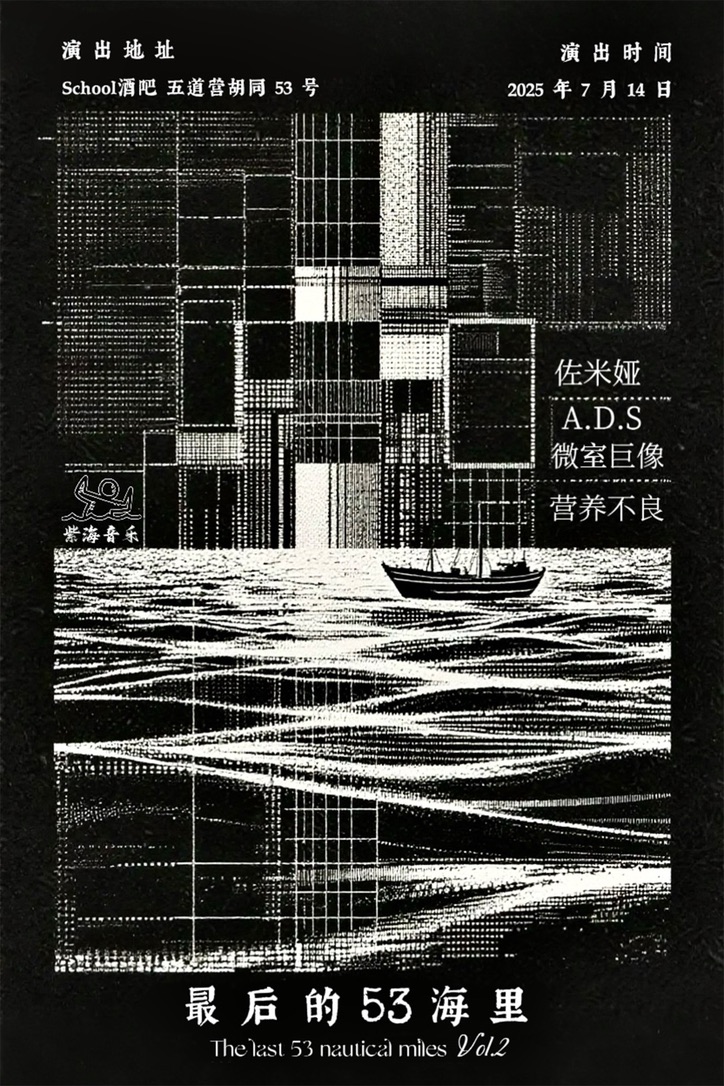 演出地址
演出时间
School酒吧 五道营胡同 53 号
2025 年 7 月 14 日
佐米娅
A.D.S
微室巨像
营养不良
紫海音乐
最后的53海里
The last 53 nautical miles Vol.2